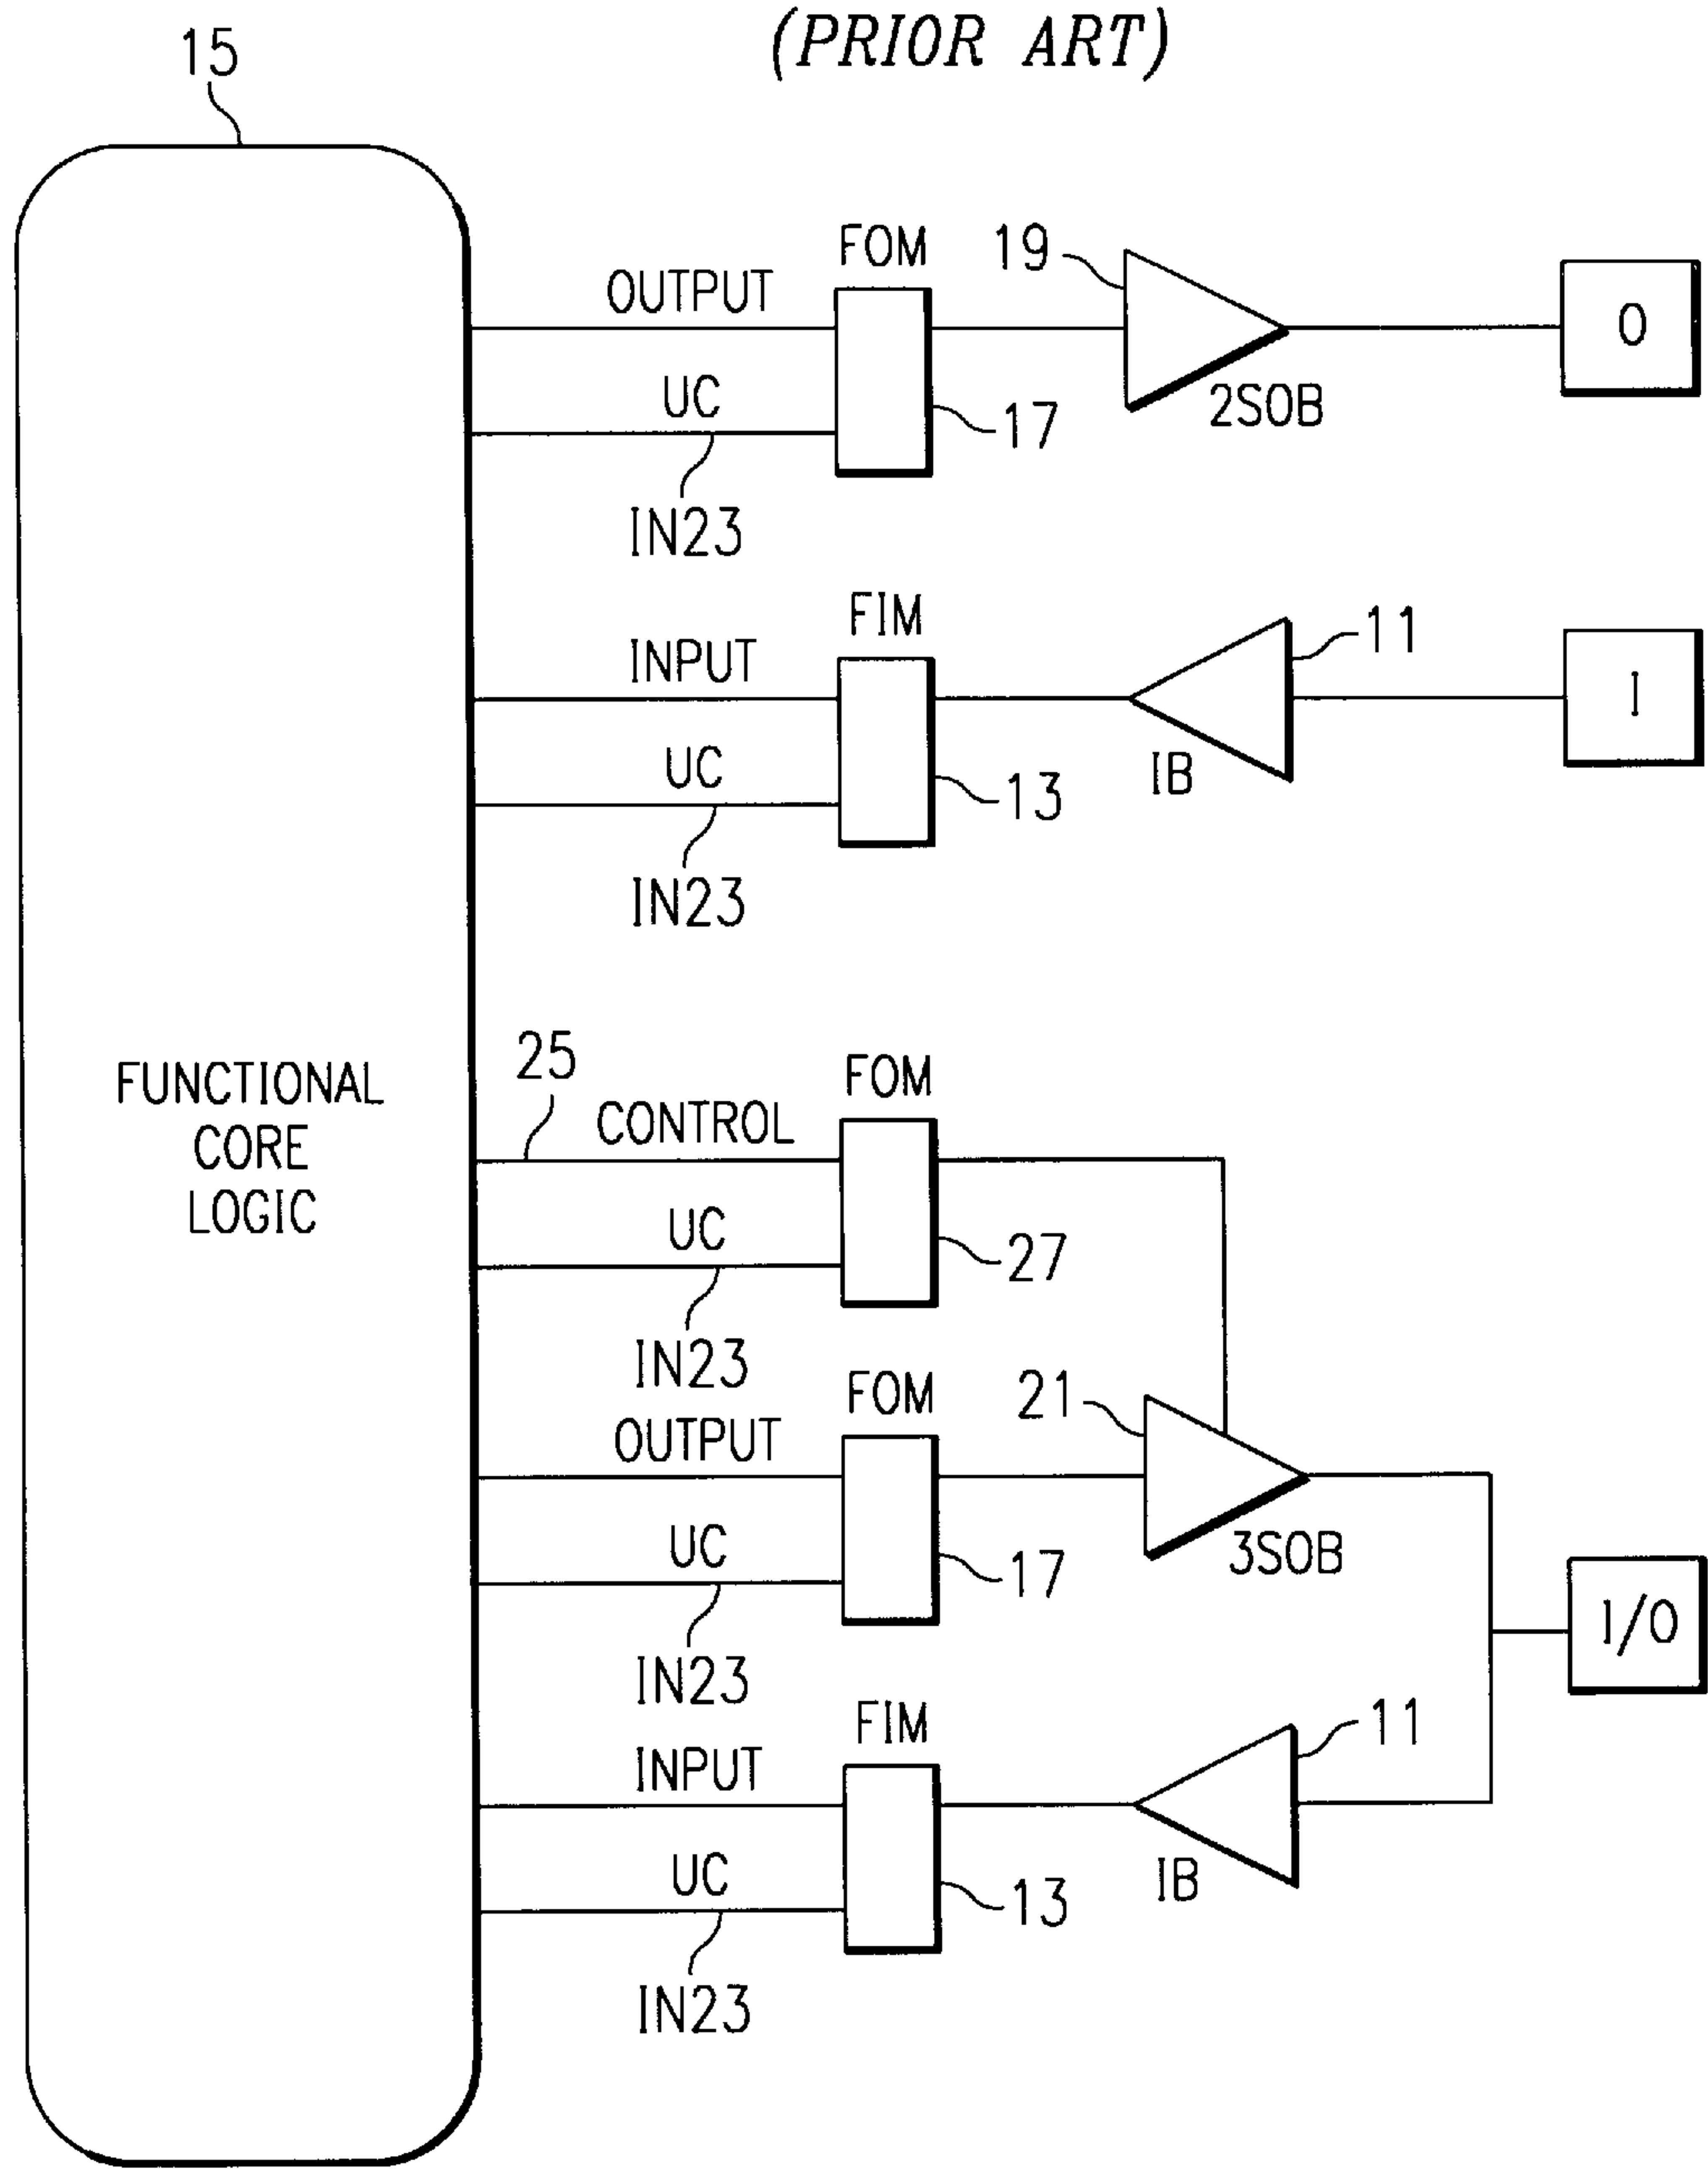 (PRIOR ART)
15
FOM
19
OUTPUT
O
UC
2SOB
17
IN23
FIM
11
INPUT
I
UC
IB
13
IN23
25
FOM
CONTROL
FUNCTIONAL
CORE
LOGIC
UC
27
IN23
FOM
21
OUTPUT
UC
3SOB
17
I/O
IN23
FIM
11
INPUT
UC
IB
13
IN23